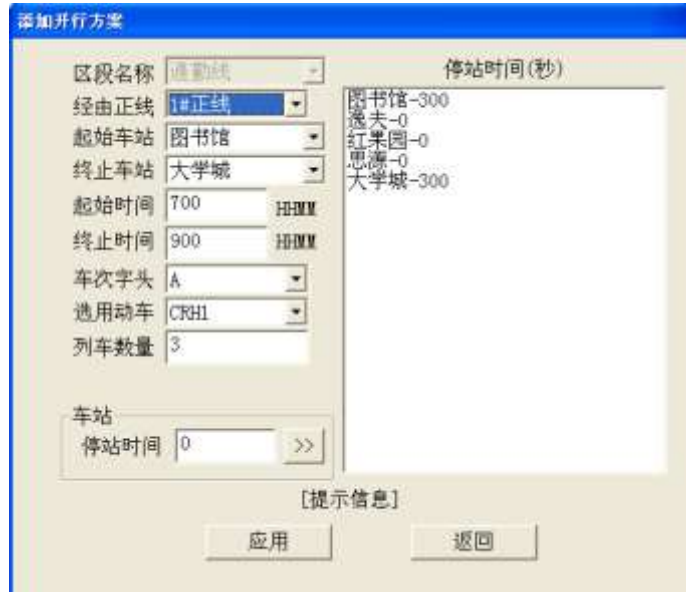 添加开行方案
区段名称 通勤线
停站时间(秒)
经由正线 1#正线
起始车站 图书馆
终止车站 大学城
起始时间 700 HHMM
终止时间 900 HHMM
车次字头 A
选用动车 CRH1
列车数量 3
图书馆-300
逸夫-0
红果园-0
思源-0
大学城-300
车站
停站时间 0 >>
[提示信息]
应用 返回